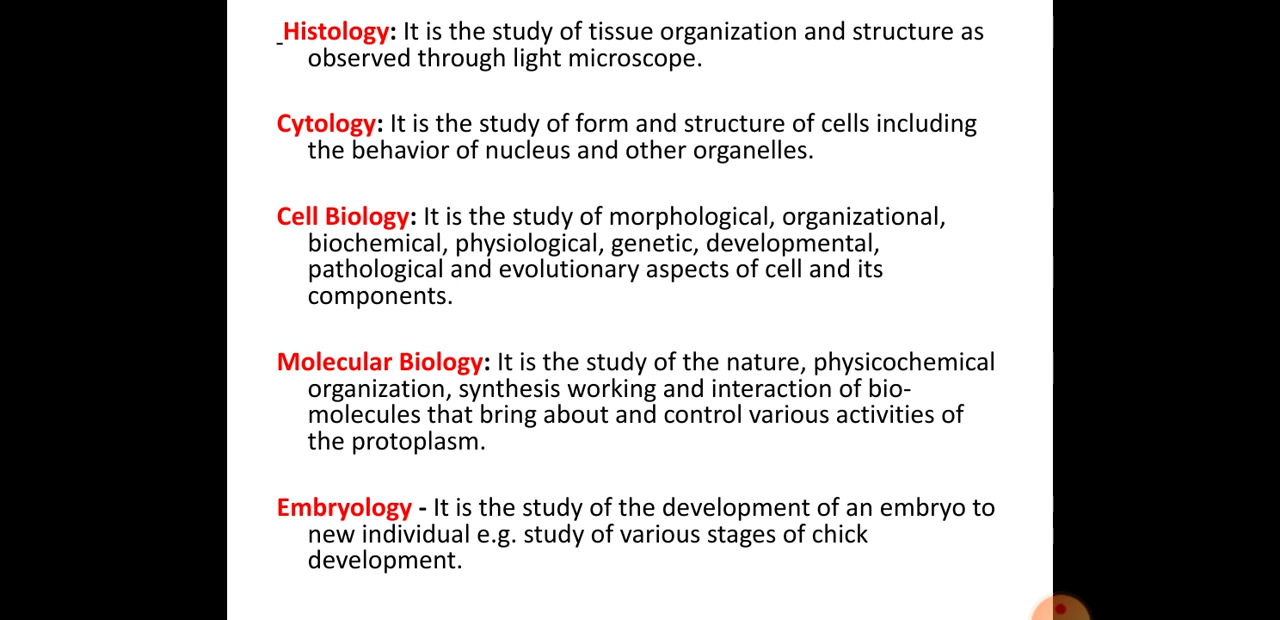 Histology: It is the study of tissue organization and structure as
observed through light microscope.
Cytology: It is the study of form and structure of cells including
the behavior of nucleus and other organelles.
Cell Biology: It is the study of morphological, organizational,
biochemical, physiological, genetic, developmental,
pathological and evolutionary aspects of cell and its
components.
Molecular Biology: It is the study of the nature, physicochemical
organization, synthesis working and interaction of bio-
molecules that bring about and control various activities of
the protoplasm.
Embryology - It is the study of the development of an embryo to
new individual e.g. study of various stages of chick
development.